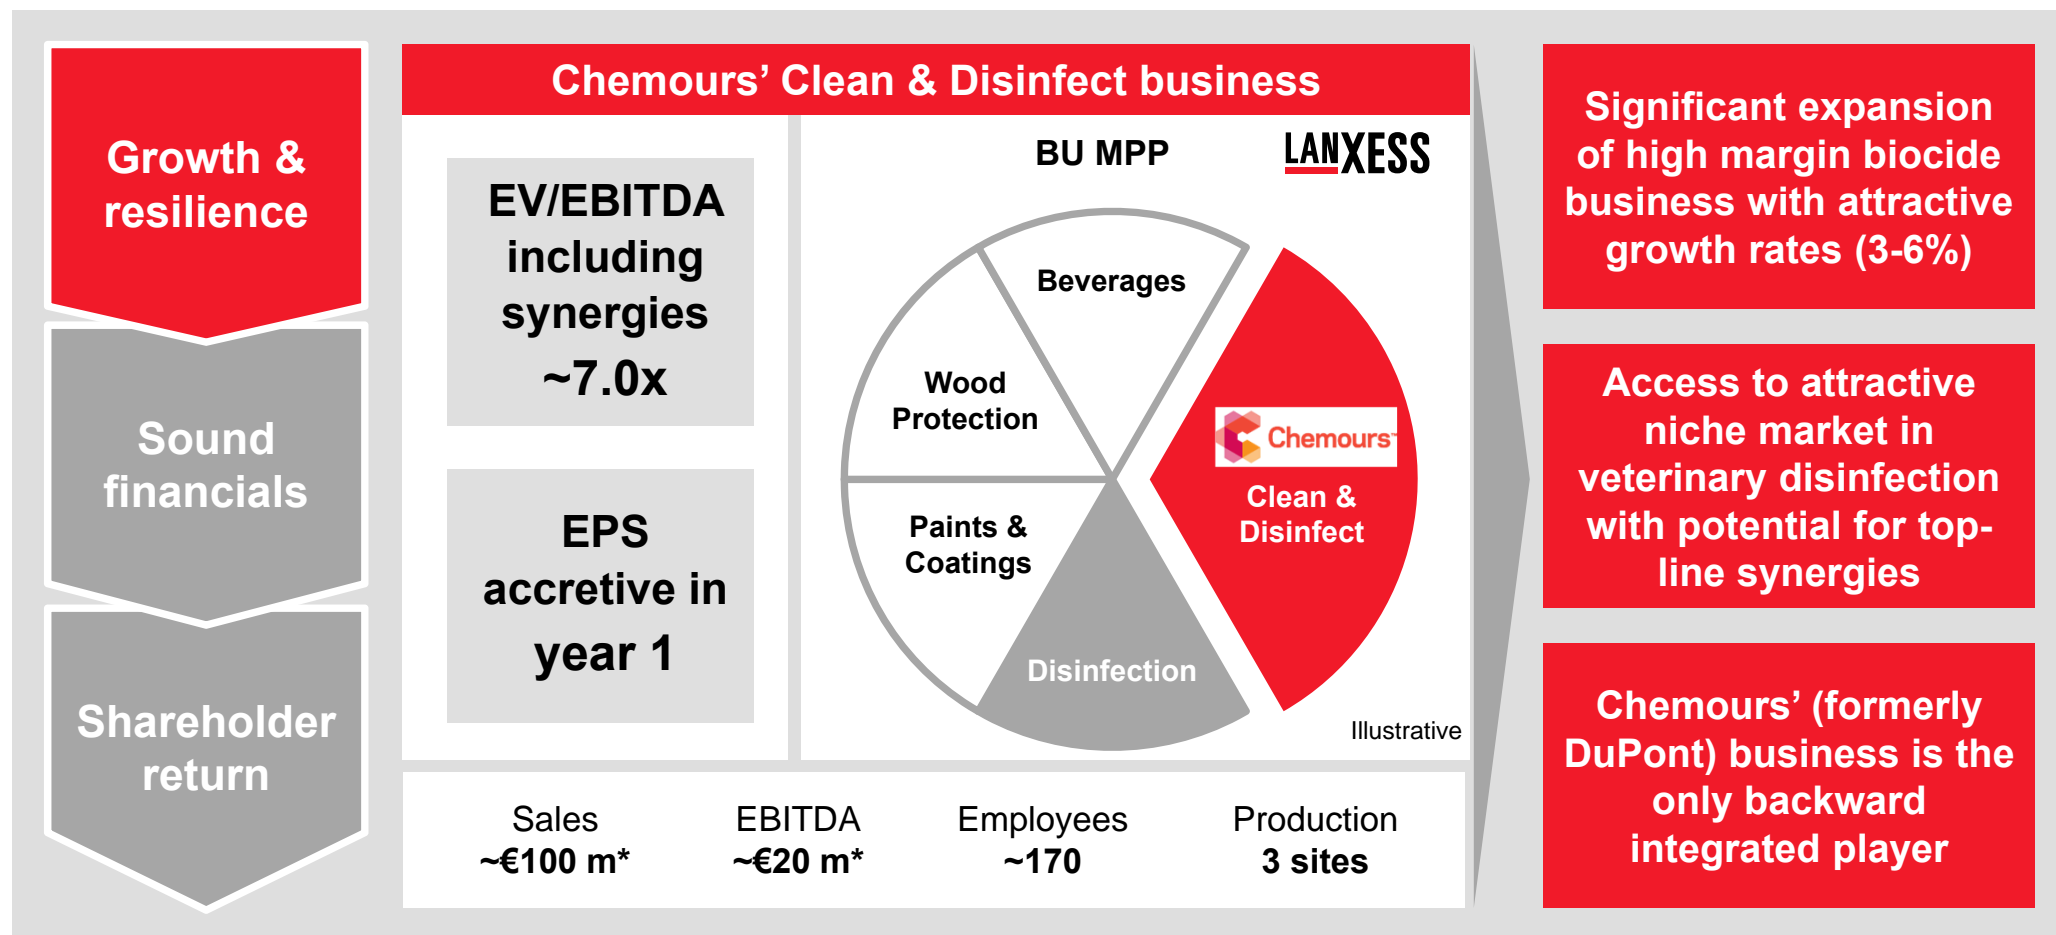 Growth &
resilience
Sound
financials
Shareholder
return
Chemours’ Clean & Disinfect business
EV/EBITDA
including
synergies
~7.0x
EPS
accretive in
year 1
BU MPP
LANXESS
Beverages
Wood
Protection
Paints &
Coatings
Disinfection
Chemours™
Clean &
Disinfect
Illustrative
Sales
~€100 m*
EBITDA
~€20 m*
Employees
~170
Production
3 sites
Significant expansion
of high margin biocide
business with attractive
growth rates (3-6%)
Access to attractive
niche market in
veterinary disinfection
with potential for top-
line synergies
Chemours’ (formerly
DuPont) business is the
only backward
integrated player